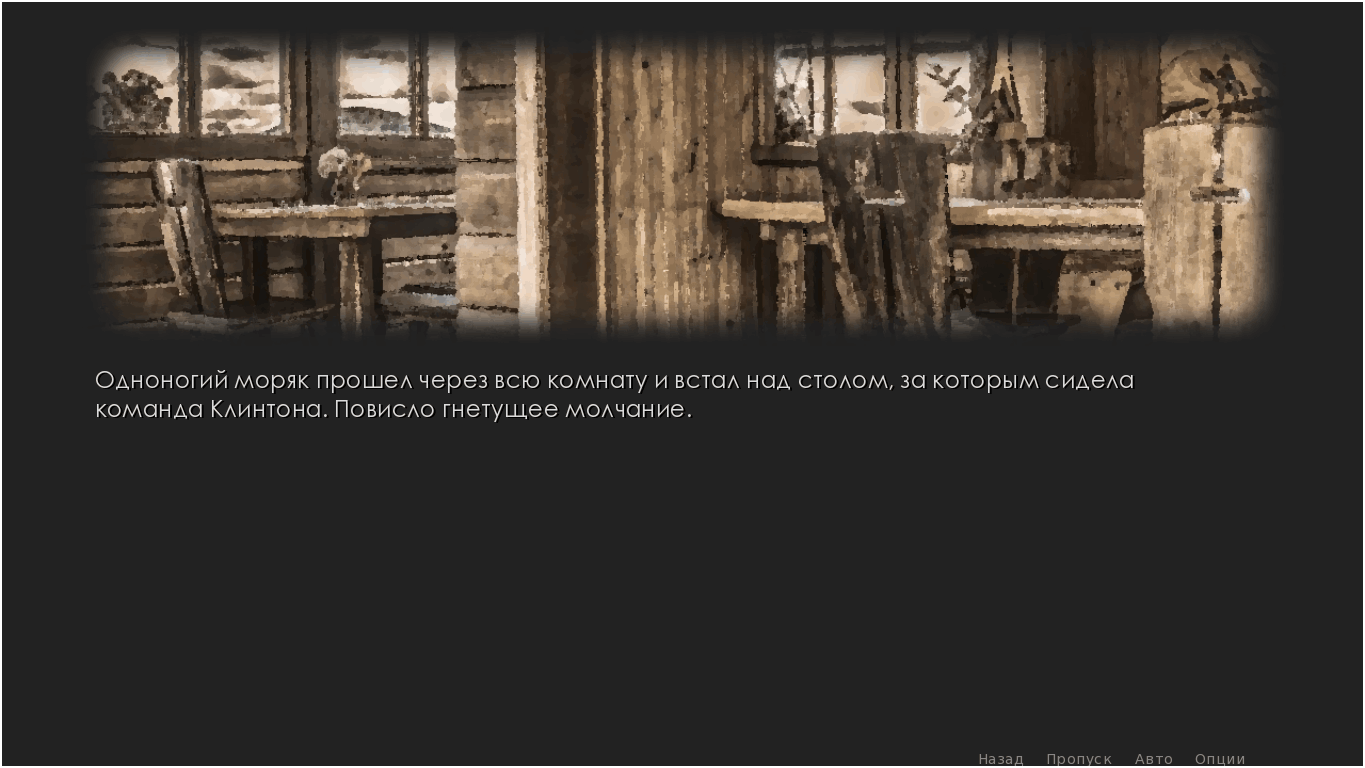 Одноногий моряк прошел через всю комнату и встал над столом, за которым сидела
команда Клинтона. Повисло гнетущее молчание.
Назад Пропуск Авто Опции